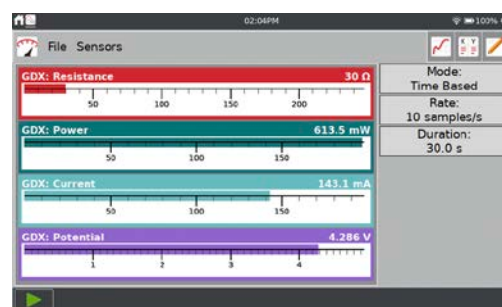 02:04PM
100%
File Sensors
X Y
GDX: Resistance 30 Ω
50 100 150 200
GDX: Power 613.5 mW
50 100 150
GDX: Current 143.1 mA
50 100 150
GDX: Potential 4.286 V
1 2 3 4
Mode:
Time Based
Rate:
10 samples/s
Duration:
30.0 s